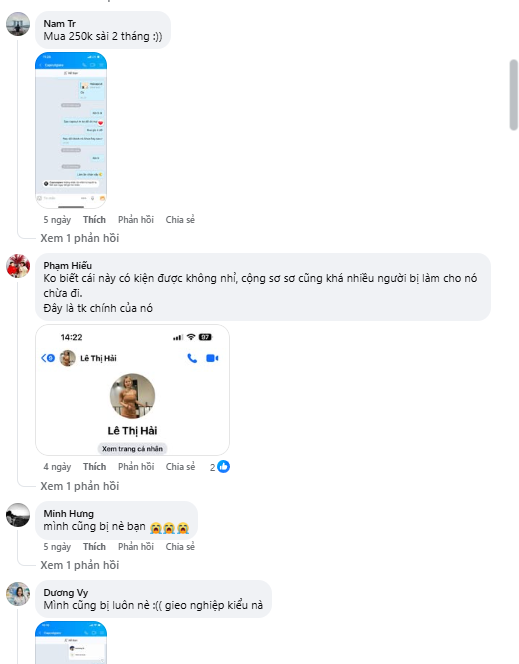 Nam Tr
Mua 250k sài 2 tháng :))
5 ngày Thích Phản hồi Chia sẻ
Xem 1 phản hồi
Phạm Hiếu
Ko biết cái này có kiện được không nhỉ, cộng sơ sơ cũng khá nhiều người bị làm cho nó
chừa đi.
Đây là tk chính của nó
14:22
97
6
Lê Thị Hải
Lê Thị Hải
Xem trang cá nhân
4 ngày Thích Phản hồi Chia sẻ 2
Xem 1 phản hồi
Minh Hưng
mình cũng bị nè bạn 😭😭😭
5 ngày Thích Phản hồi Chia sẻ
Xem 1 phản hồi
Dương Vy
Mình cũng bị luôn nè :(( gieo nghiệp kiểu nà